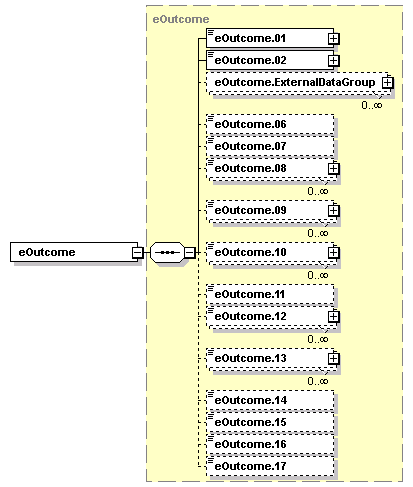 eOutcome
eOutcome.01
eOutcome.02
eOutcome.ExternalDataGroup
0..∞
eOutcome.06
eOutcome.07
eOutcome.08
0..∞
eOutcome.09
0..∞
eOutcome
eOutcome.10
0..∞
eOutcome.11
eOutcome.12
0..∞
eOutcome.13
0..∞
eOutcome.14
eOutcome.15
eOutcome.16
eOutcome.17